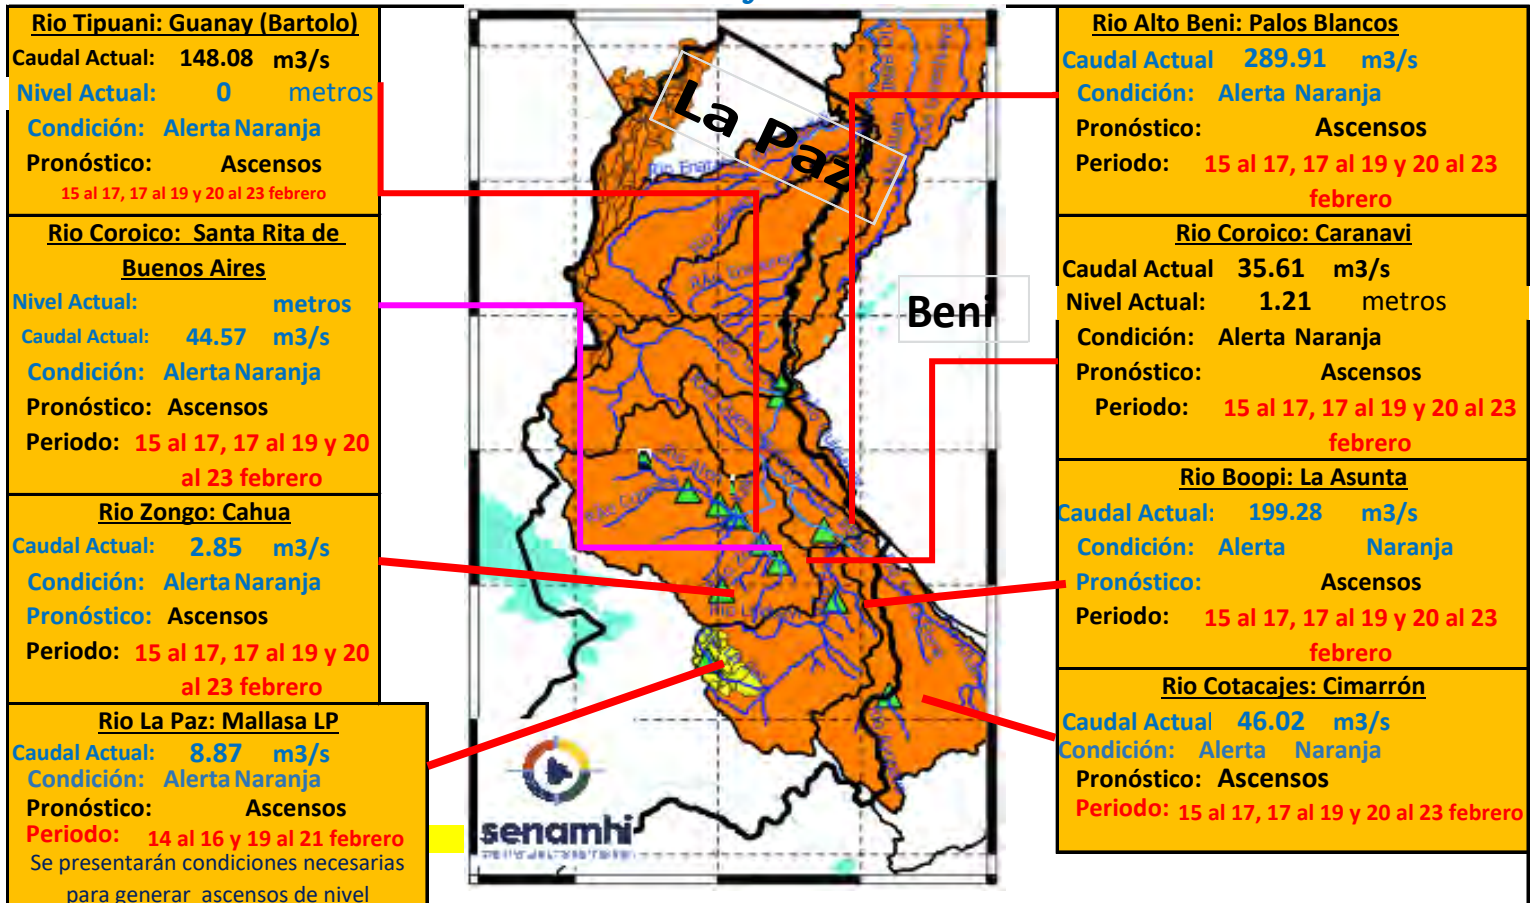 Rio Tipuani: Guanay (Bartolo)
Caudal Actual: 148.08 m3/s
Nivel Actual: 0 metros
Condición: Alerta Naranja
Pronóstico: Ascensos
15 al 17, 17 al 19 y 20 al 23 febrero
Rio Coroico: Santa Rita de
Buenos Aires
Nivel Actual: metros
Caudal Actual: 44.57 m3/s
Condición: Alerta Naranja
Pronóstico: Ascensos
Periodo: 15 al 17, 17 al 19 y 20
al 23 febrero
Rio Zongo: Cahua
Caudal Actual: 2.85 m3/s
Condición: Alerta Naranja
Pronóstico: Ascensos
Periodo: 15 al 17, 17 al 19 y 20
al 23 febrero
Rio La Paz: Mallasa LP
Caudal Actual: 8.87 m3/s
Condición: Alerta Naranja
Pronóstico: Ascensos
Periodo: 14 al 16 y 19 al 21 febrero
Se presentarán condiciones necesarias
para generar ascensos de nivel
La Paz
Beni
senamhi
Rio Alto Beni: Palos Blancos
Caudal Actual 289.91 m3/s
Condición: Alerta Naranja
Pronóstico: Ascensos
Periodo: 15 al 17, 17 al 19 y 20 al 23
febrero
Rio Coroico: Caranavi
Caudal Actual 35.61 m3/s
Nivel Actual: 1.21 metros
Condición: Alerta Naranja
Pronóstico: Ascensos
Periodo: 15 al 17, 17 al 19 y 20 al 23
febrero
Rio Boopi: La Asunta
Caudal Actual: 199.28 m3/s
Condición: Alerta Naranja
Pronóstico: Ascensos
Periodo: 15 al 17, 17 al 19 y 20 al 23
febrero
Rio Cotacajes: Cimarrón
Caudal Actual 46.02 m3/s
Condición: Alerta Naranja
Pronóstico: Ascensos
Periodo: 15 al 17, 17 al 19 y 20 al 23 febrero